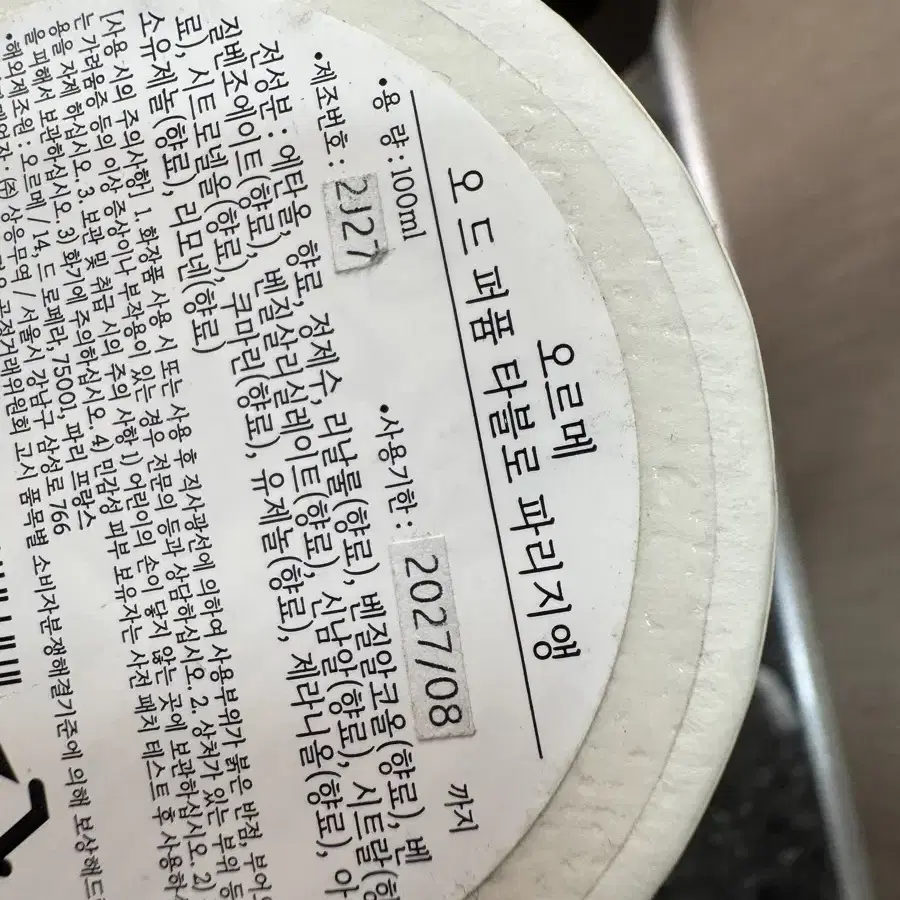 오르메
오 드 퍼퓸 타블로 파리지앵
•용 량 : 100ml
•제조번호 : 2J27 •사용기한 : 2027/08 까지
전성분 : 에탄올, 향료, 정제수, 리날룰(향료), 벤질알코올(향료), 벤
질벤조에이트(향료), 벤질살리실레이트(향료), 신남알(향료), 시트랄(향
료), 시트로넬올(향료), 쿠마린(향료), 유제놀(향료), 제라니올(향료), 아
소유제놀(향료), 리모넨(향료)
[사용 시의 주의사항] 1. 화장품 사용 시 또는 사용 후 직사광선에 의하여 사용부위가 붉은 반점, 부어오
는 가려움증 등의 이상 증상이나 부작용이 있는 경우 전문의 등과 상담하십시오. 2. 상처가 있는 부위 등
용을 자제 하십시오. 3. 보관 및 취급 시의 주의 사항 1) 어린이의 손이 닿지 않는 곳에 보관하십시오. 2)
을 피해서 보관하십시오. 3) 화기에 주의하십시오. 4) 민감성 피부 보유자는 사전 패치 테스트 후 사용하
•해외제조원 : 오르메 / 14, 드 로페라, 75001, 파리 프랑스
(주) 상유무역 / 서울시 강남구 삼성로 766
공정거래위원회 고시 품목별 소비자분쟁해결기준에 의해 보상해드